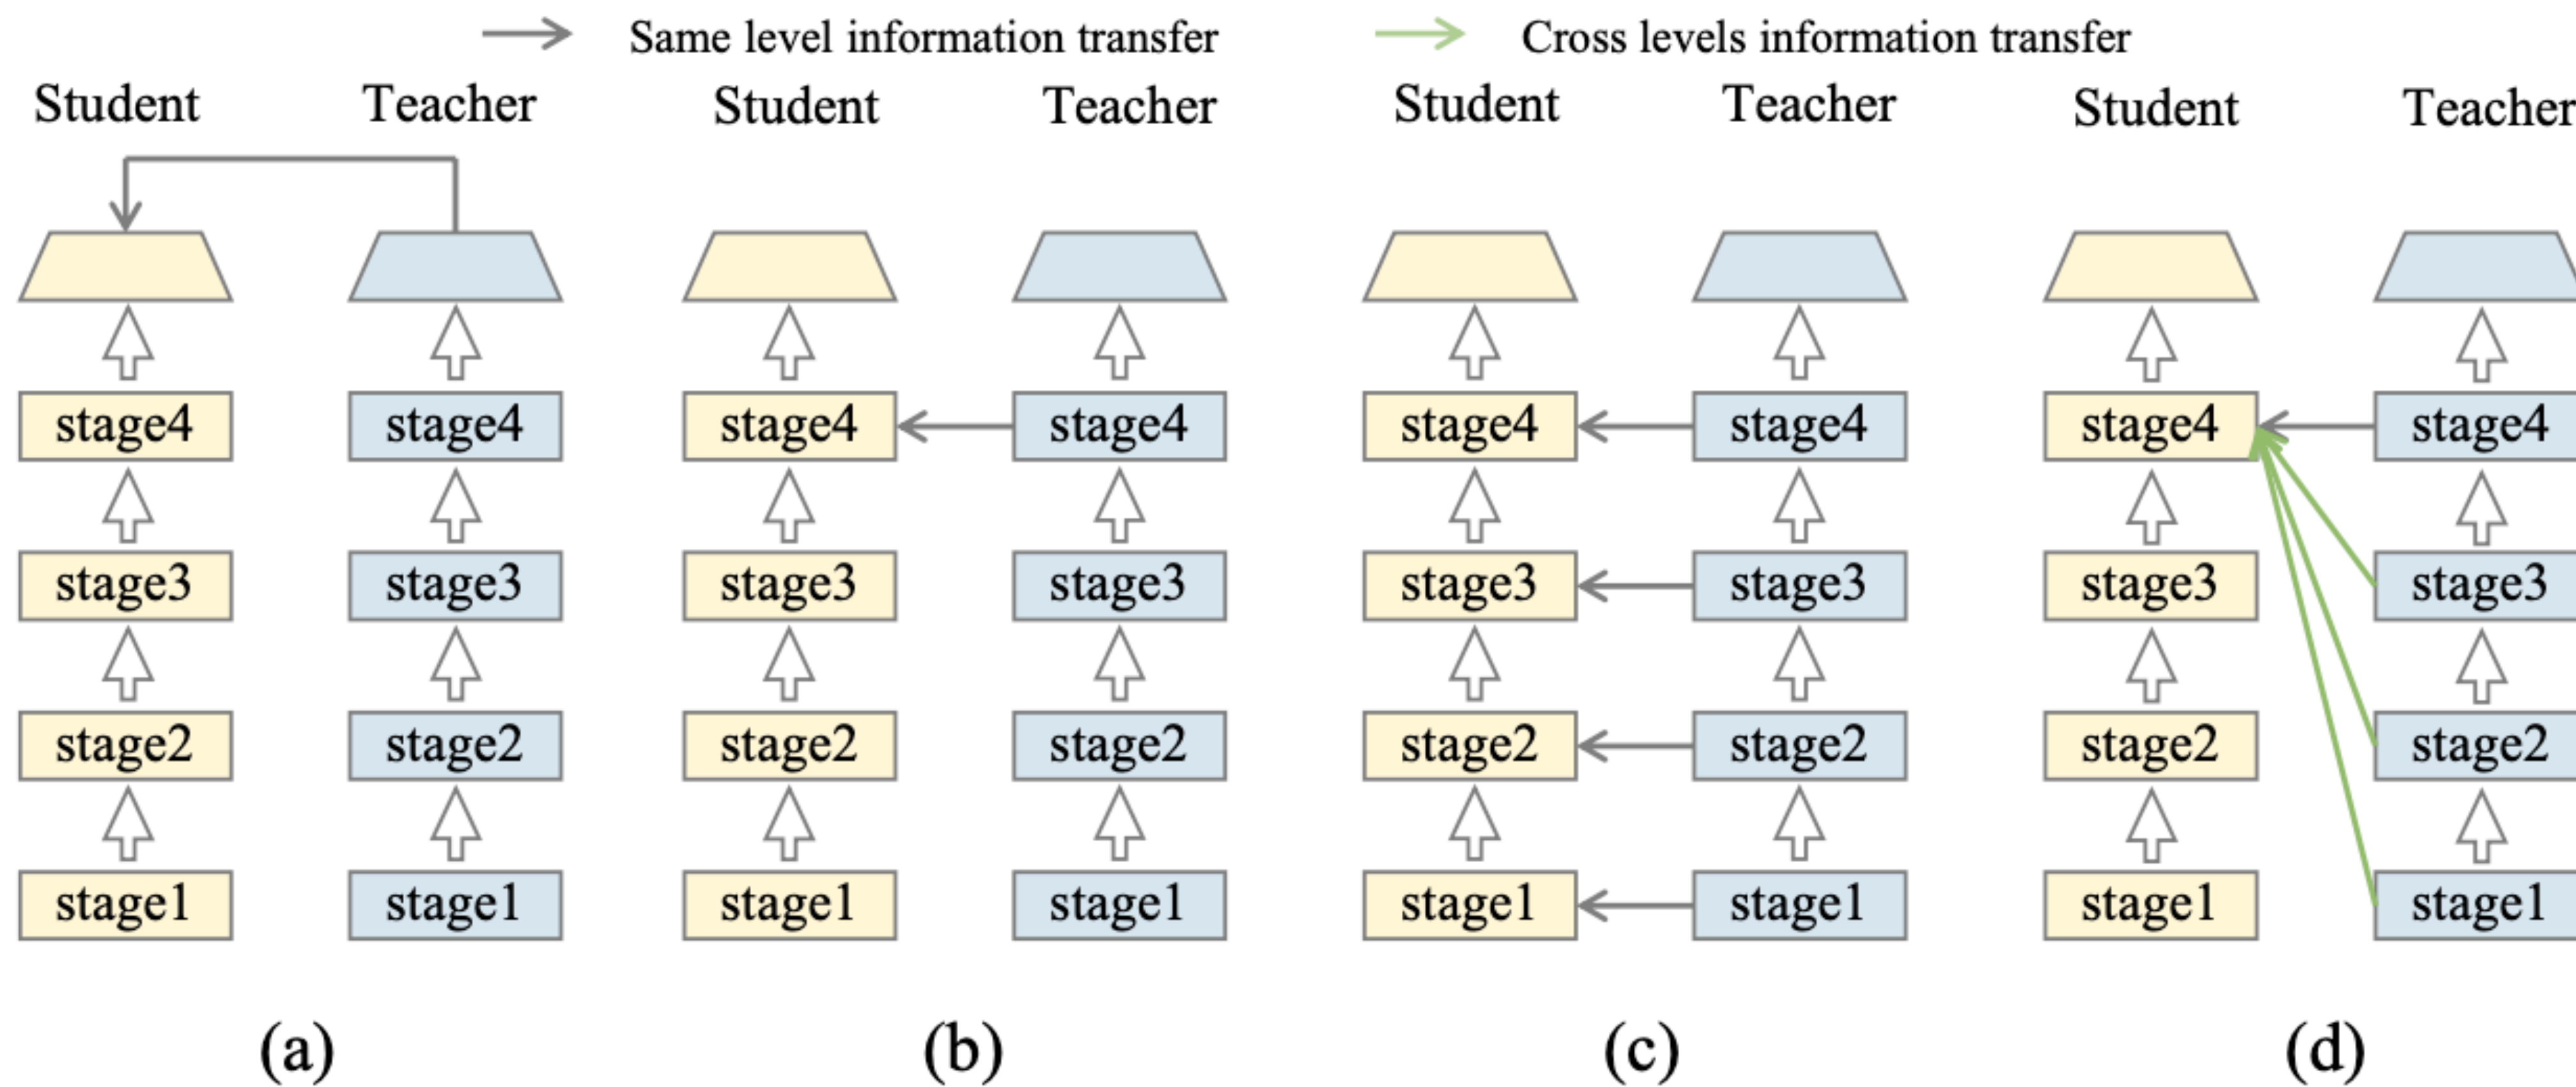 Same level information transfer Cross levels information transfer
Student Teacher Student Teacher Student Teacher Student Teacher
stage4 stage4 stage4 stage4 stage4 stage4 stage4 stage4
stage3 stage3 stage3 stage3 stage3 stage3 stage3 stage3
stage2 stage2 stage2 stage2 stage2 stage2 stage2 stage2
stage1 stage1 stage1 stage1 stage1 stage1 stage1 stage1
(a) (b) (c) (d)